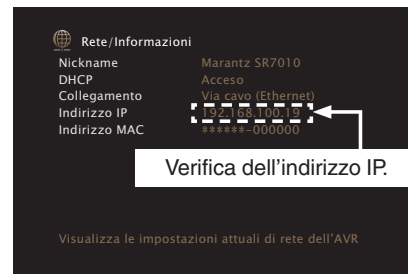 Rete/Informazioni
Nickname Marantz SR7010
DHCP Acceso
Collegamento Via cavo (Ethernet)
Indirizzo IP 192.168.100.19
Indirizzo MAC ******-000000
Verifica dell'indirizzo IP.
Visualizza le impostazioni attuali di rete dell'AVR